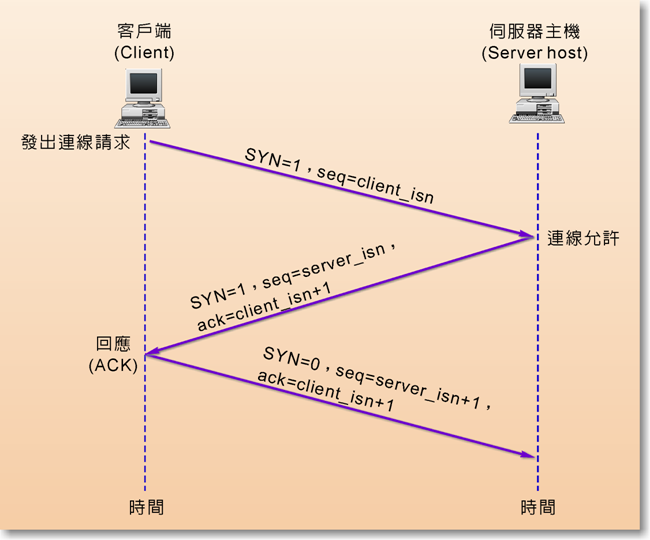 客戶端
(Client)
伺服器主機
(Server host)
發出連線請求
SYN=1，seq=client_isn
連線允許
SYN=1，seq=server_isn，
ack=client_isn+1
回應
(ACK)
SYN=0，seq=server_isn+1，
ack=client_isn+1
時間
時間